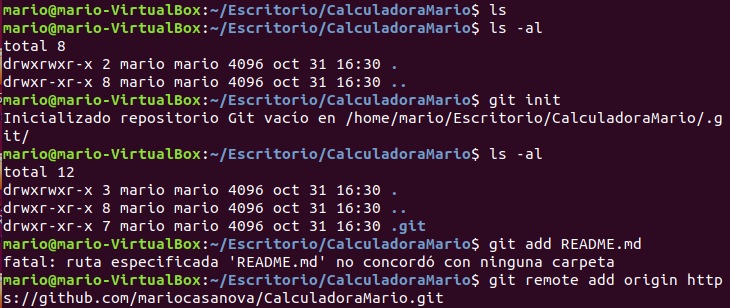 mario@mario-VirtualBox:~/Escritorio/CalculadoraMario$ ls
mario@mario-VirtualBox:~/Escritorio/CalculadoraMario$ ls -al
total 8
drwxrwxr-x 2 mario mario 4096 oct 31 16:30 .
drwxr-xr-x 8 mario mario 4096 oct 31 16:30 ..
mario@mario-VirtualBox:~/Escritorio/CalculadoraMario$ git init
Inicializado repositorio Git vacío en /home/mario/Escritorio/CalculadoraMario/.g
it/
mario@mario-VirtualBox:~/Escritorio/CalculadoraMario$ ls -al
total 12
drwxrwxr-x 3 mario mario 4096 oct 31 16:30 .
drwxr-xr-x 8 mario mario 4096 oct 31 16:30 ..
drwxrwxr-x 7 mario mario 4096 oct 31 16:30 .git
mario@mario-VirtualBox:~/Escritorio/CalculadoraMario$ git add README.md
fatal: ruta especificada 'README.md' no concordó con ninguna carpeta
mario@mario-VirtualBox:~/Escritorio/CalculadoraMario$ git remote add origin http
s://github.com/mariocasanova/CalculadoraMario.git